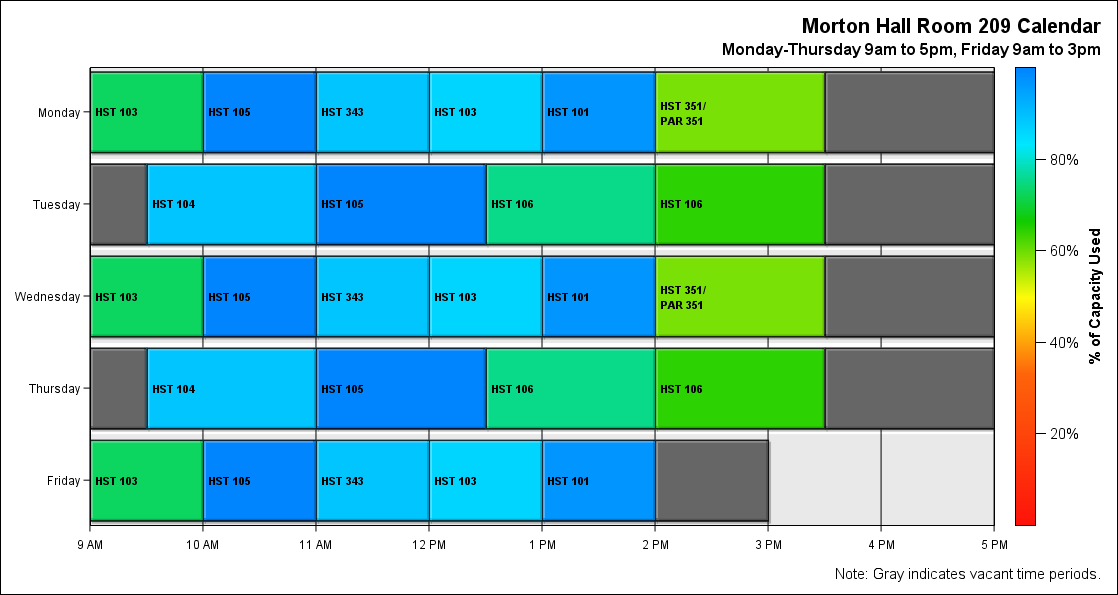 Morton Hall Room 209 Calendar
Monday-Thursday 9am to 5pm, Friday 9am to 3pm
Monday
HST 103
HST 105
HST 343
HST 103
HST 101
HST 351/
PAR 351
Tuesday
HST 104
HST 105
HST 106
HST 106
Wednesday
HST 103
HST 105
HST 343
HST 103
HST 101
HST 351/
PAR 351
Thursday
HST 104
HST 105
HST 106
HST 106
Friday
HST 103
HST 105
HST 343
HST 103
HST 101
9 AM
10 AM
11 AM
12 PM
1 PM
2 PM
3 PM
4 PM
5 PM
80%
60%
40%
20%
% of Capacity Used
Note: Gray indicates vacant time periods.